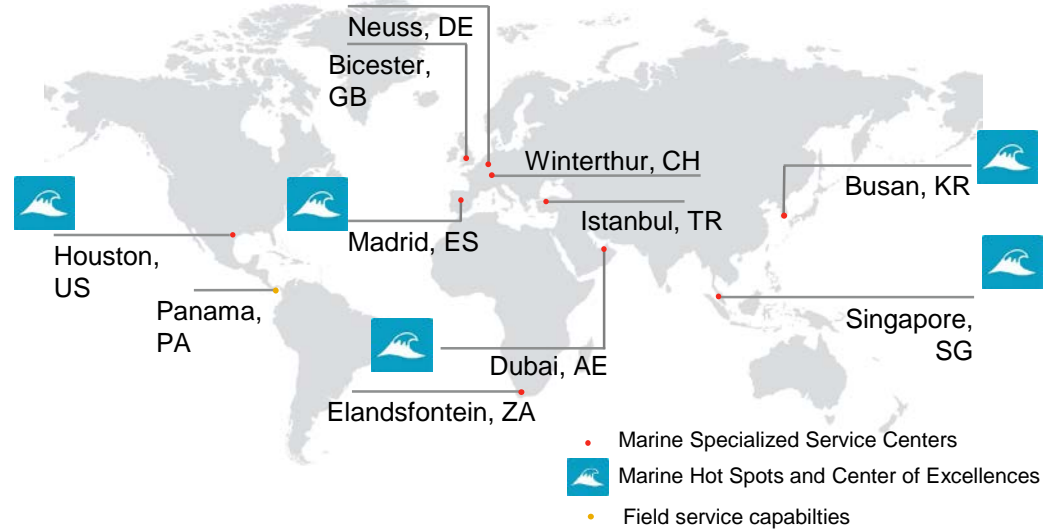 Neuss, DE
Bicester,
GB
Winterthur, CH
Busan, KR
Madrid, ES
Istanbul, TR
Houston,
US
Panama,
PA
Singapore,
SG
Dubai, AE
Elandsfontein, ZA
Marine Specialized Service Centers
Marine Hot Spots and Center of Excellences
Field service capabilties